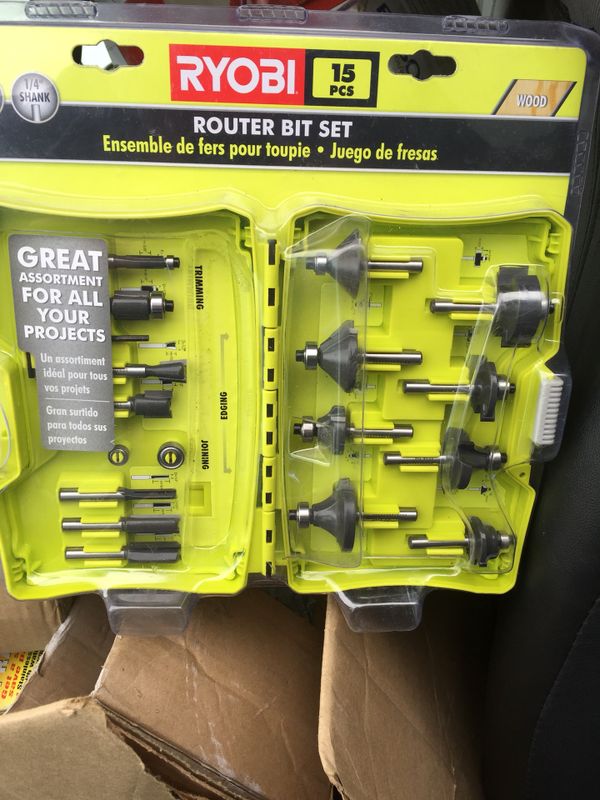 RYOBI
15
PCS
1/4"
SHANK
WOOD
ROUTER BIT SET
Ensemble de fers pour toupie • Juego de fresas
GREAT
ASSORTMENT
FOR ALL
YOUR
PROJECTS
Un assortiment
idéal pour tous
vos projets
Gran surtido
para todos sus
proyectos
TRIMMING
EDGING
JOINING